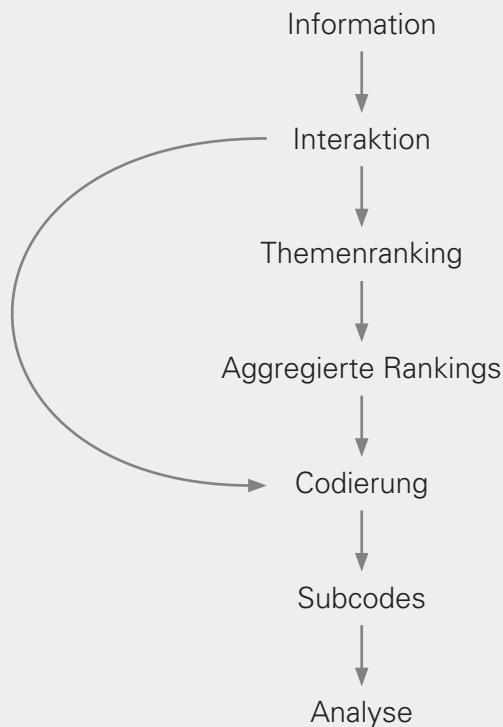 Information
Interaktion
Themenranking
Aggregierte Rankings
Codierung
Subcodes
Analyse